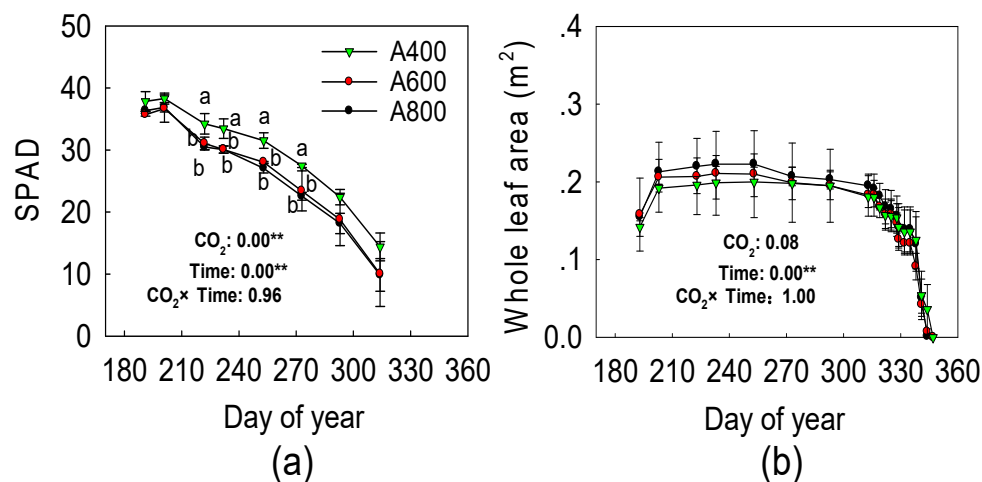 50
40
30
20
10
0
SPAD
A400
A600
A800
a
a
a
a
b
b
b
b
b
b
b
b
CO2: 0.00**
Time: 0.00**
CO2× Time: 0.96
180 210 240 270 300 330 360
Day of year
(a)
.4
.3
.2
.1
0.0
Whole leaf area (m²)
CO2: 0.08
Time: 0.00**
CO2× Time: 1.00
180 210 240 270 300 330 360
Day of year
(b)